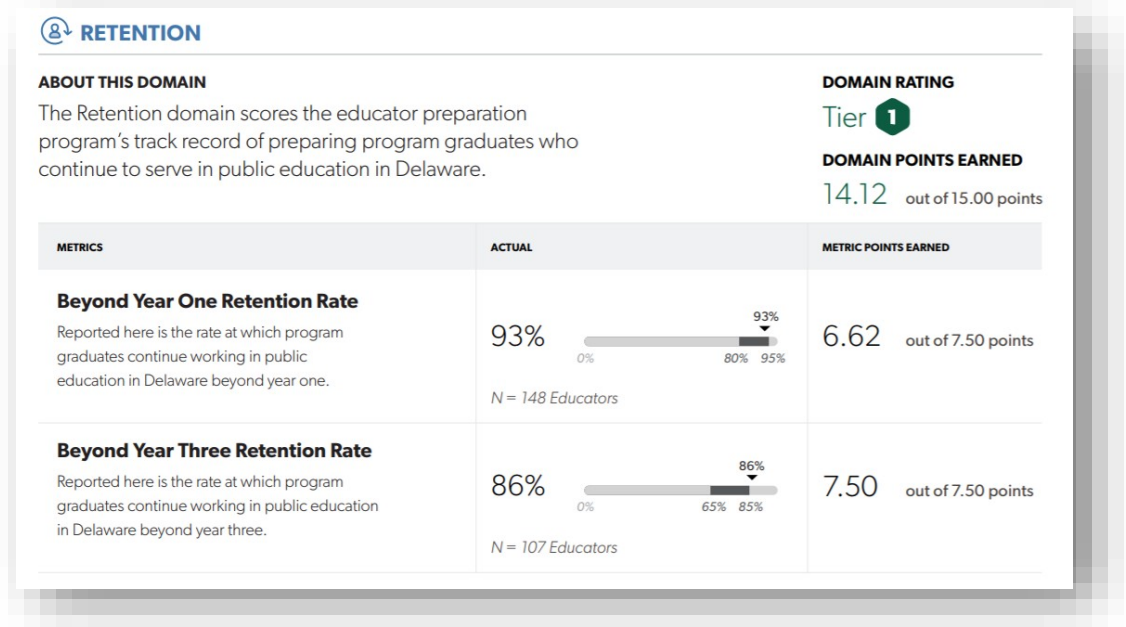 RETENTION
ABOUT THIS DOMAIN
The Retention domain scores the educator preparation
program’s track record of preparing program graduates who
continue to serve in public education in Delaware.
DOMAIN RATING
Tier 1
DOMAIN POINTS EARNED
14.12 out of 15.00 points
METRICS ACTUAL METRIC POINTS EARNED
Beyond Year One Retention Rate
Reported here is the rate at which program
graduates continue working in public
education in Delaware beyond year one.
93%
93%
0% 80% 95%
N = 148 Educators
6.62 out of 7.50 points
Beyond Year Three Retention Rate
Reported here is the rate at which program
graduates continue working in public education
in Delaware beyond year three.
86%
86%
0% 65% 85%
N = 107 Educators
7.50 out of 7.50 points